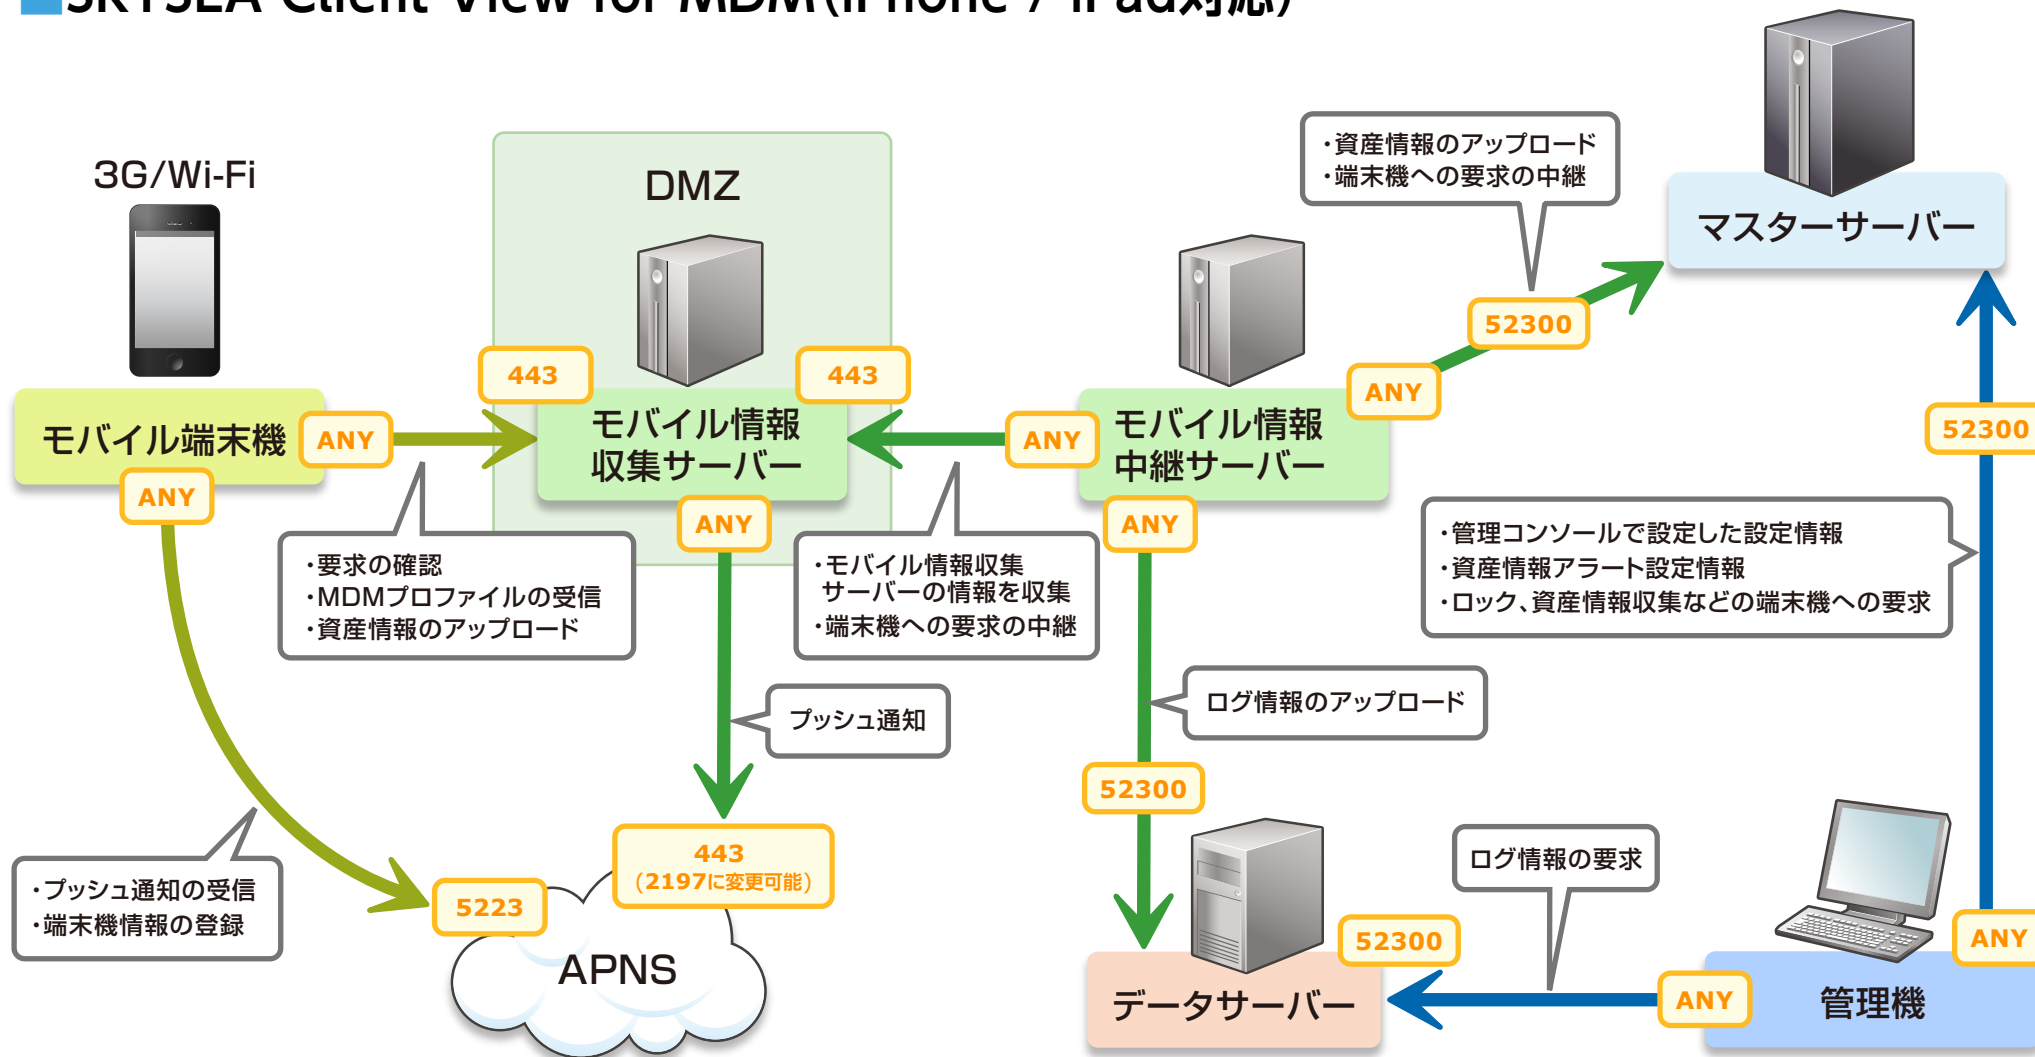 SKYSEA Client View for MDM(iPhone / iPad対応)
3G/Wi-Fi
DMZ
・資産情報のアップロード
・端末機への要求の中継
マスターサーバー
52300
443
443
ANY
モバイル端末機
ANY
モバイル情報
収集サーバー
ANY
モバイル情報
中継サーバー
52300
ANY
ANY
ANY
・要求の確認
・MDMプロファイルの受信
・資産情報のアップロード
・モバイル情報収集
サーバーの情報を収集
・端末機への要求の中継
・管理コンソールで設定した設定情報
・資産情報アラート設定情報
・ロック、資産情報収集などの端末機への要求
プッシュ通知
ログ情報のアップロード
52300
443
(2197に変更可能)
ログ情報の要求
・プッシュ通知の受信
・端末機情報の登録
5223
APNS
52300
ANY
データサーバー
ANY
管理機